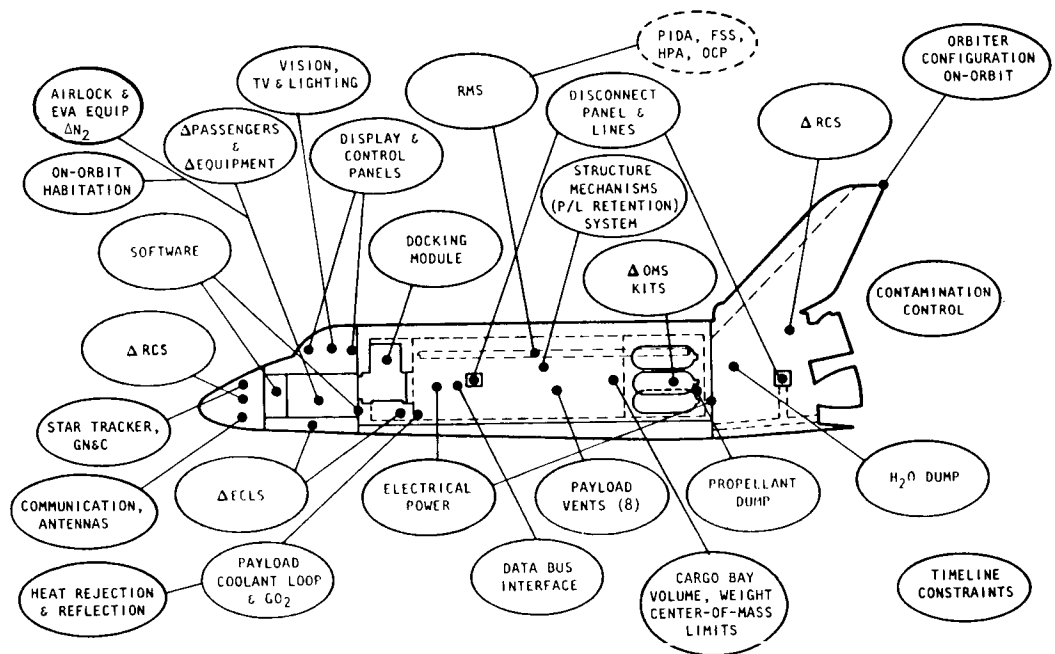 PIDA, FSS,
HPA, OCP
ORBITER
CONFIGURATION
ON-ORBIT
VISION,
TV & LIGHTING
RMS
DISCONNECT
PANEL &
LINES
AIRLOCK &
EVA EQUIP
ΔN₂
ΔPASSENGERS
&
ΔEQUIPMENT
DISPLAY &
CONTROL
PANELS
Δ RCS
ON-ORBIT
HABITATION
STRUCTURE
MECHANISMS
(P/L RETENTION)
SYSTEM
SOFTWARE
DOCKING
MODULE
Δ OMS
KITS
CONTAMINATION
CONTROL
Δ RCS
STAR TRACKER,
GN&C
COMMUNICATION,
ANTENNAS
ΔECLS
ELECTRICAL
POWER
PAYLOAD
VENTS (8)
PROPELLANT
DUMP
H₂O DUMP
HEAT REJECTION
& REFLECTION
PAYLOAD
COOLANT LOOP
& GO₂
DATA BUS
INTERFACE
CARGO BAY
VOLUME, WEIGHT
CENTER-OF-MASS
LIMITS
TIMELINE
CONSTRAINTS